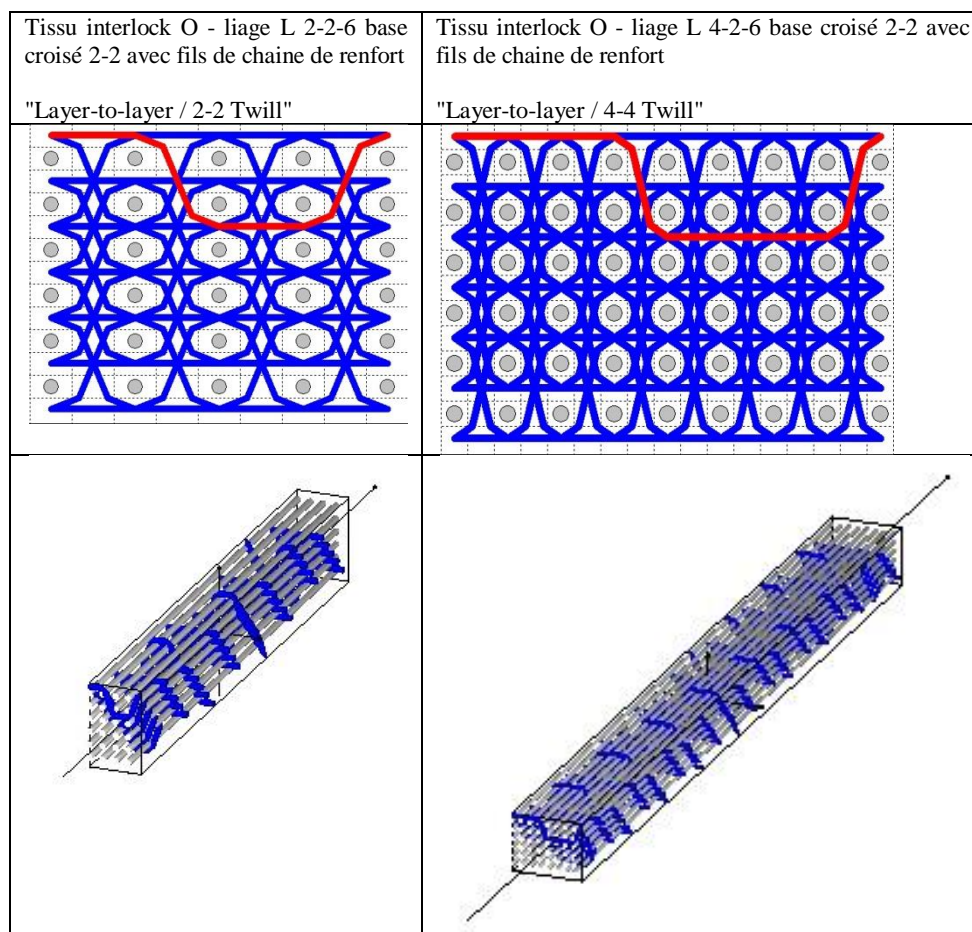 Tissu interlock O - liage L 2-2-6 base
croisé 2-2 avec fils de chaine de renfort
"Layer-to-layer / 2-2 Twill"
Tissu interlock O - liage L 4-2-6 base croisé 2-2 avec
fils de chaine de renfort
"Layer-to-layer / 4-4 Twill"